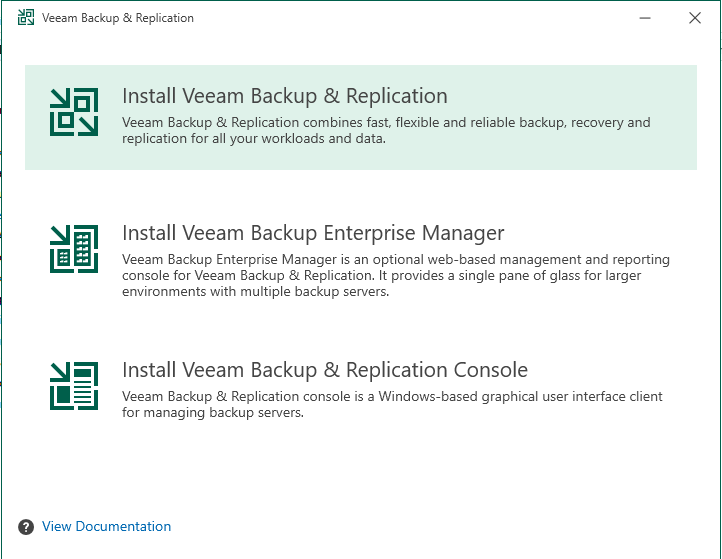 Veeam Backup & Replication
Install Veeam Backup & Replication
Veeam Backup & Replication combines fast, flexible and reliable backup, recovery and
replication for all your workloads and data.
Install Veeam Backup Enterprise Manager
Veeam Backup Enterprise Manager is an optional web-based management and reporting
console for Veeam Backup & Replication. It provides a single pane of glass for larger
environments with multiple backup servers.
Install Veeam Backup & Replication Console
Veeam Backup & Replication console is a Windows-based graphical user interface client
for managing backup servers.
? View Documentation